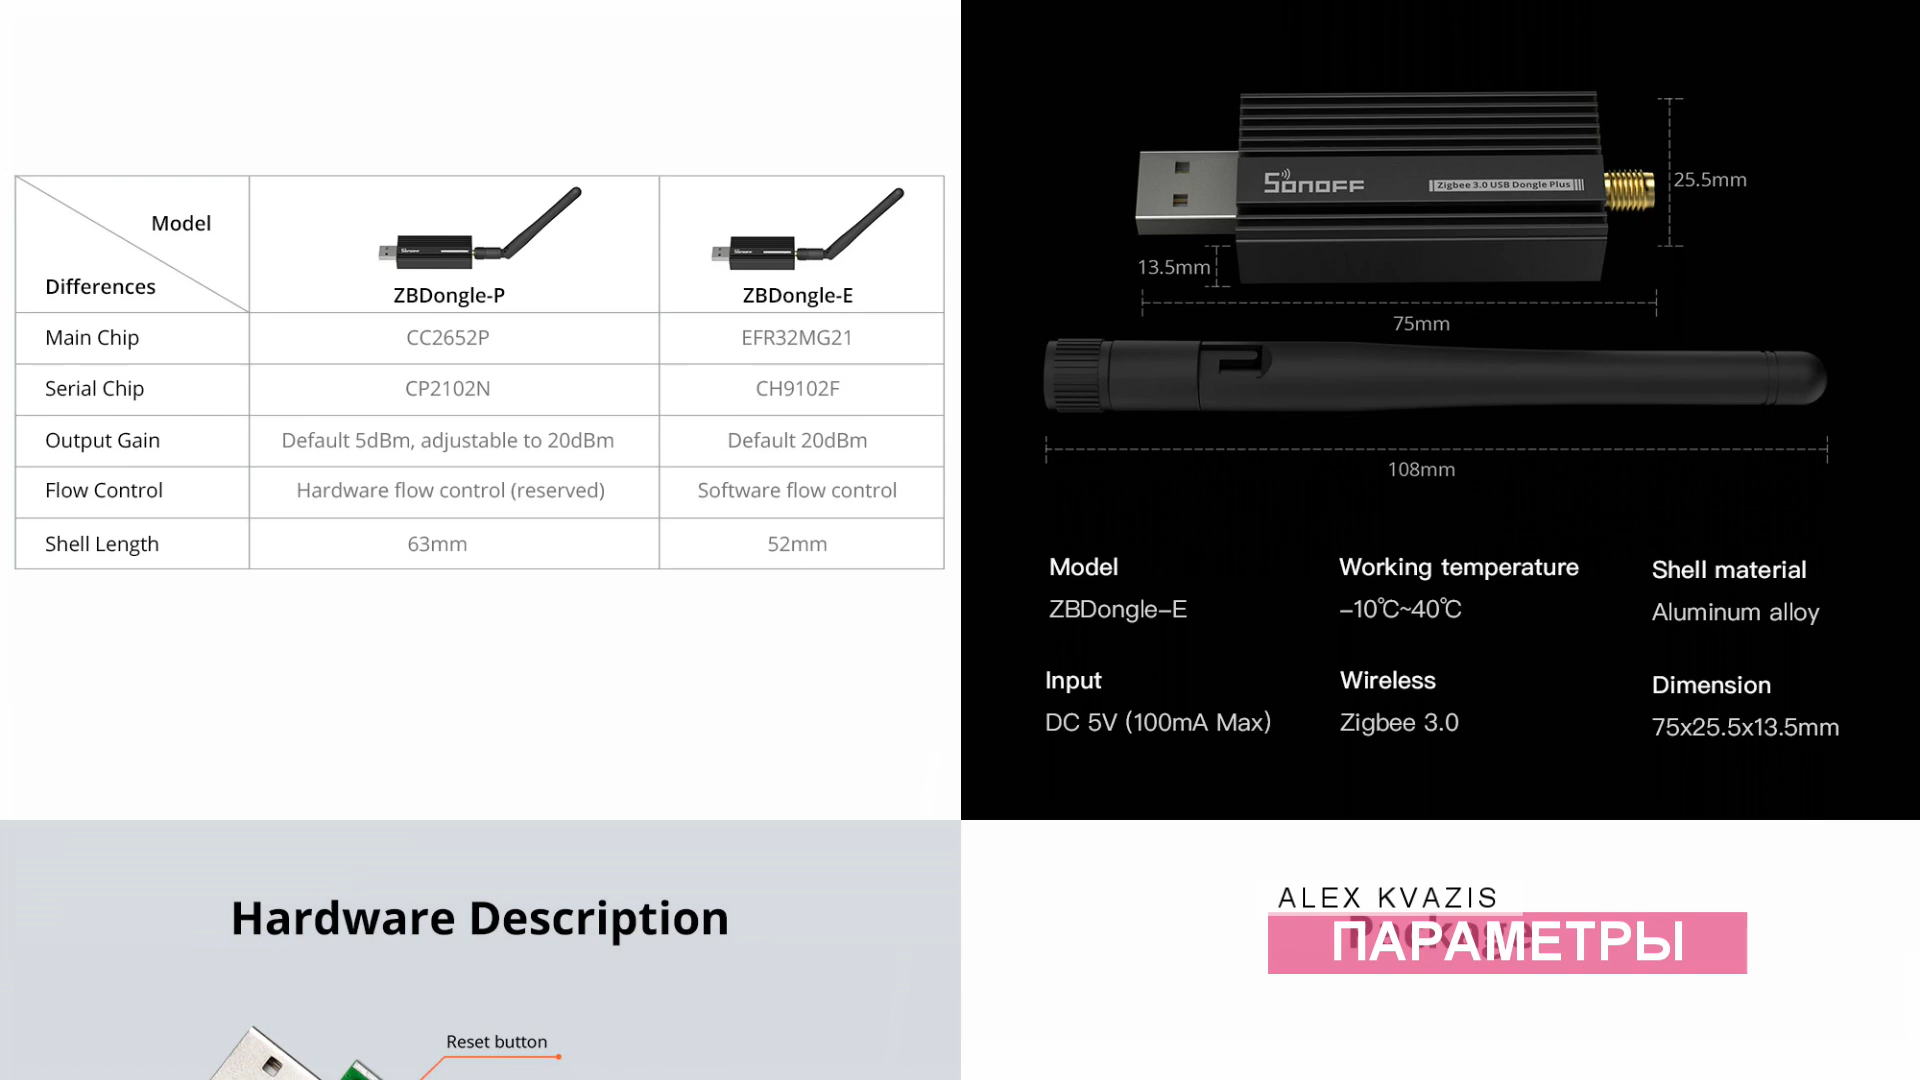 Model
Differences
ZBDongle-P
ZBDongle-E
Main Chip
CC2652P
EFR32MG21
Serial Chip
CP2102N
CH9102F
Output Gain
Default 5dBm, adjustable to 20dBm
Default 20dBm
Flow Control
Hardware flow control (reserved)
Software flow control
Shell Length
63mm
52mm
SONOFF
Zigbee 3.0 USB Dongle Plus
25.5mm
13.5mm
75mm
108mm
Model
ZBDongle–E
Working temperature
–10℃~40℃
Shell material
Aluminum alloy
Input
DC 5V (100mA Max)
Wireless
Zigbee 3.0
Dimension
75x25.5x13.5mm
Hardware Description
Reset button
ALEX KVAZIS
ПАРАМЕТРЫ